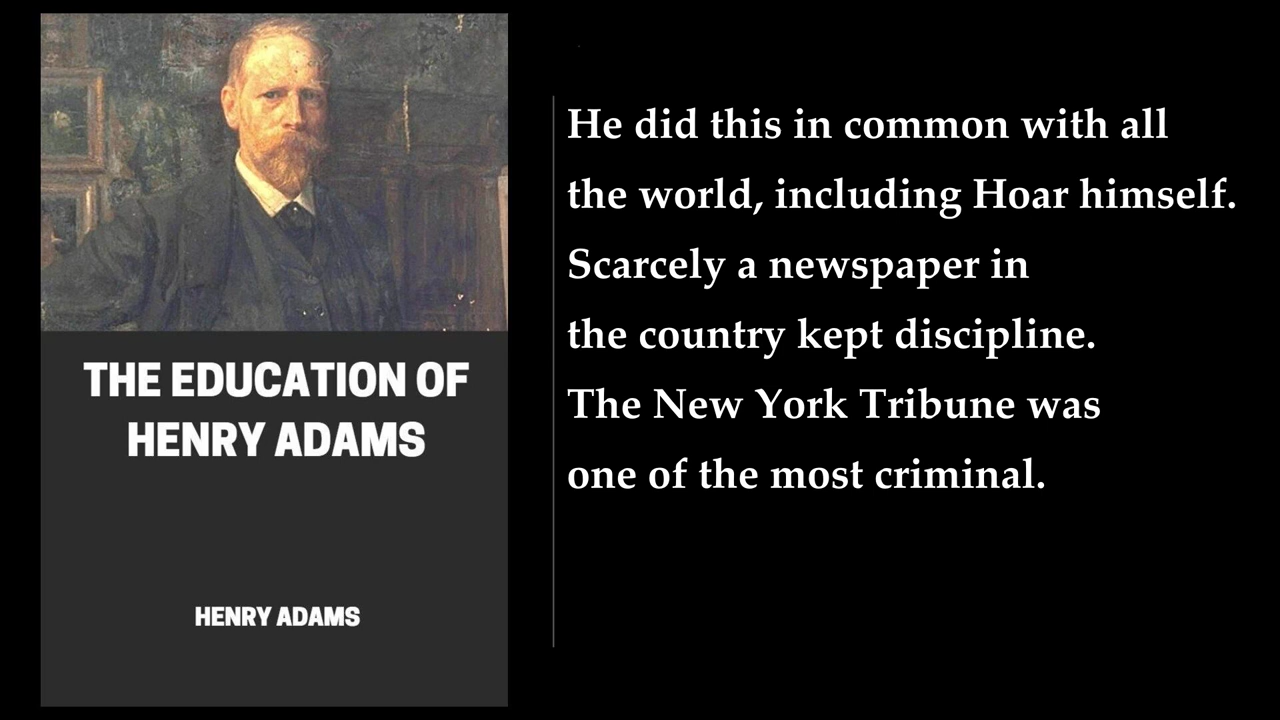 THE EDUCATION OF
HENRY ADAMS
HENRY ADAMS
He did this in common with all
the world, including Hoar himself.
Scarcely a newspaper in
the country kept discipline.
The New York Tribune was
one of the most criminal.